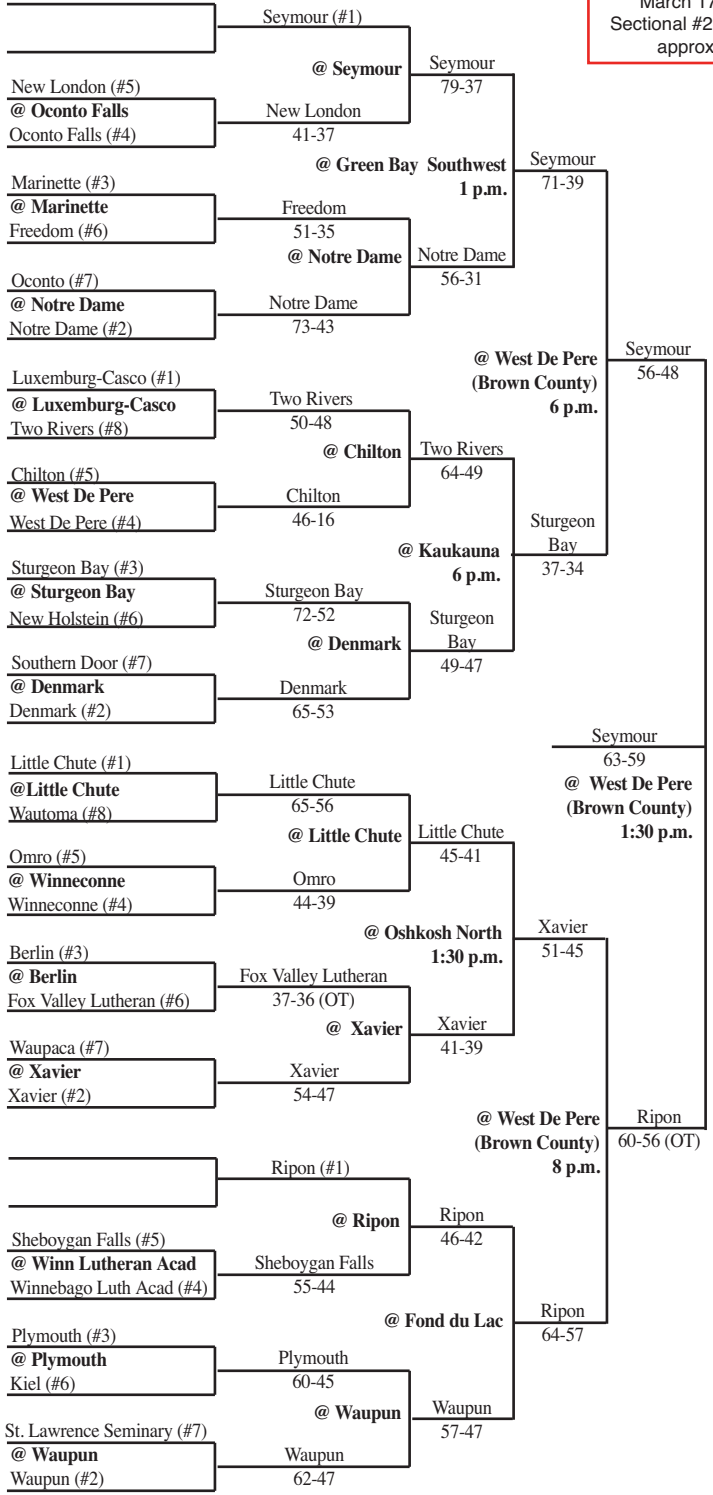 March 17
Sectional #2
approx
Seymour (#1)
@ Seymour
Seymour
79-37
New London (#5)
@ Oconto Falls
Oconto Falls (#4)
New London
41-37
@ Green Bay Southwest
1 p.m.
Seymour
71-39
Marinette (#3)
@ Marinette
Freedom (#6)
Freedom
51-35
@ Notre Dame
Notre Dame
56-31
Oconto (#7)
@ Notre Dame
Notre Dame (#2)
Notre Dame
73-43
@ West De Pere
(Brown County)
6 p.m.
Seymour
56-48
Luxemburg-Casco (#1)
@ Luxemburg-Casco
Two Rivers (#8)
Two Rivers
50-48
@ Chilton
Two Rivers
64-49
Chilton (#5)
@ West De Pere
West De Pere (#4)
Chilton
46-16
@ Kaukauna
6 p.m.
Sturgeon
Bay
37-34
Sturgeon Bay (#3)
@ Sturgeon Bay
New Holstein (#6)
Sturgeon Bay
72-52
@ Denmark
Sturgeon
Bay
49-47
Southern Door (#7)
@ Denmark
Denmark (#2)
Denmark
65-53
Seymour
63-59
@ West De Pere
(Brown County)
1:30 p.m.
Little Chute (#1)
@Little Chute
Wautoma (#8)
Little Chute
65-56
@ Little Chute
Little Chute
45-41
Omro (#5)
@ Winneconne
Winneconne (#4)
Omro
44-39
@ Oshkosh North
1:30 p.m.
Xavier
51-45
Berlin (#3)
@ Berlin
Fox Valley Lutheran (#6)
Fox Valley Lutheran
37-36 (OT)
@ Xavier
Xavier
41-39
Waupaca (#7)
@ Xavier
Xavier (#2)
Xavier
54-47
@ West De Pere
(Brown County)
8 p.m.
Ripon
60-56 (OT)
Ripon (#1)
@ Ripon
Ripon
46-42
Sheboygan Falls (#5)
@ Winn Lutheran Acad
Winnebago Luth Acad (#4)
Sheboygan Falls
55-44
@ Fond du Lac
Ripon
64-57
Plymouth (#3)
@ Plymouth
Kiel (#6)
Plymouth
60-45
@ Waupun
Waupun
57-47
St. Lawrence Seminary (#7)
@ Waupun
Waupun (#2)
Waupun
62-47